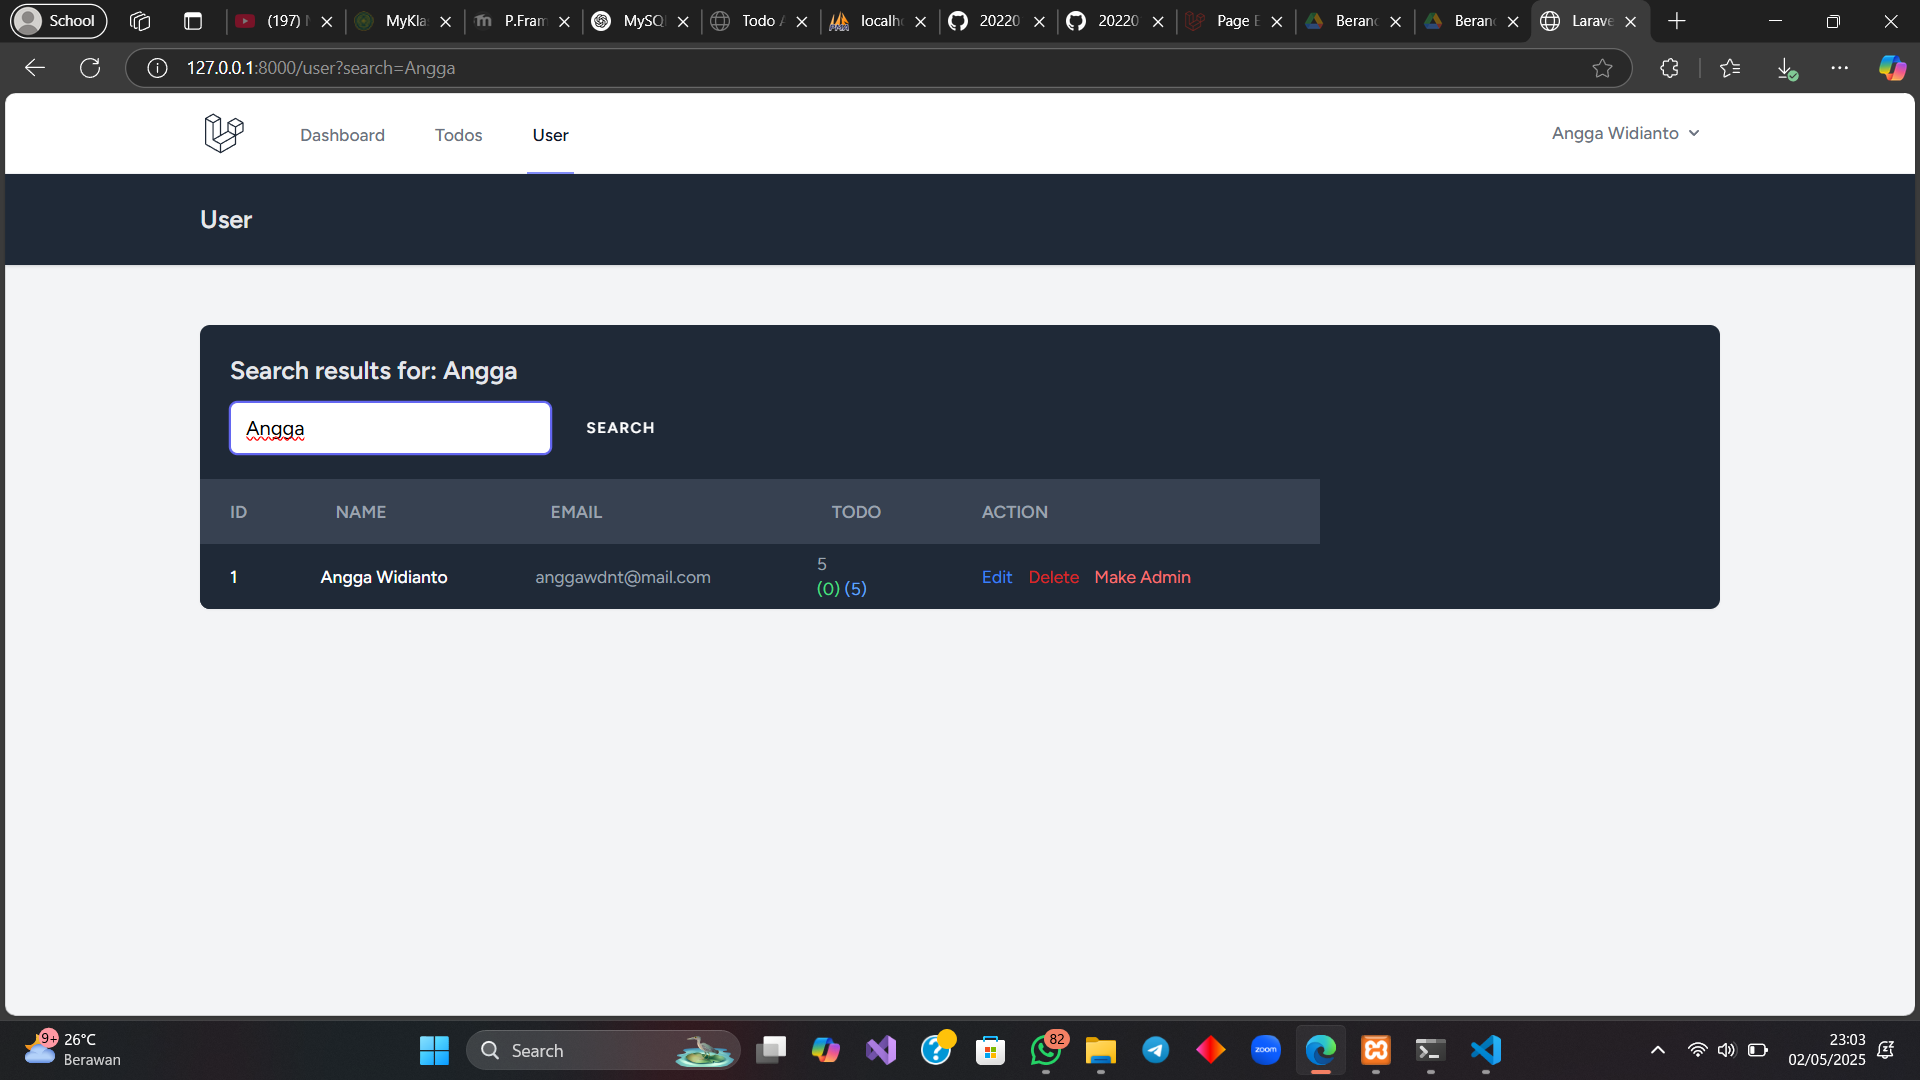 School
(197)
MyKla
P.Fram
MySQ
Todo
localh
20220
20220
Page
Beran
Beran
Larave
127.0.0.1:8000/user?search=Angga
Dashboard
Todos
User
Angga Widianto
User
Search results for: Angga
Angga
SEARCH
ID NAME EMAIL TODO ACTION
5
1 Angga Widianto anggawdnt@mail.com Edit Delete Make Admin
(0) (5)
9+
26°C
Berawan
Search
82
zoom
23:03
02/05/2025